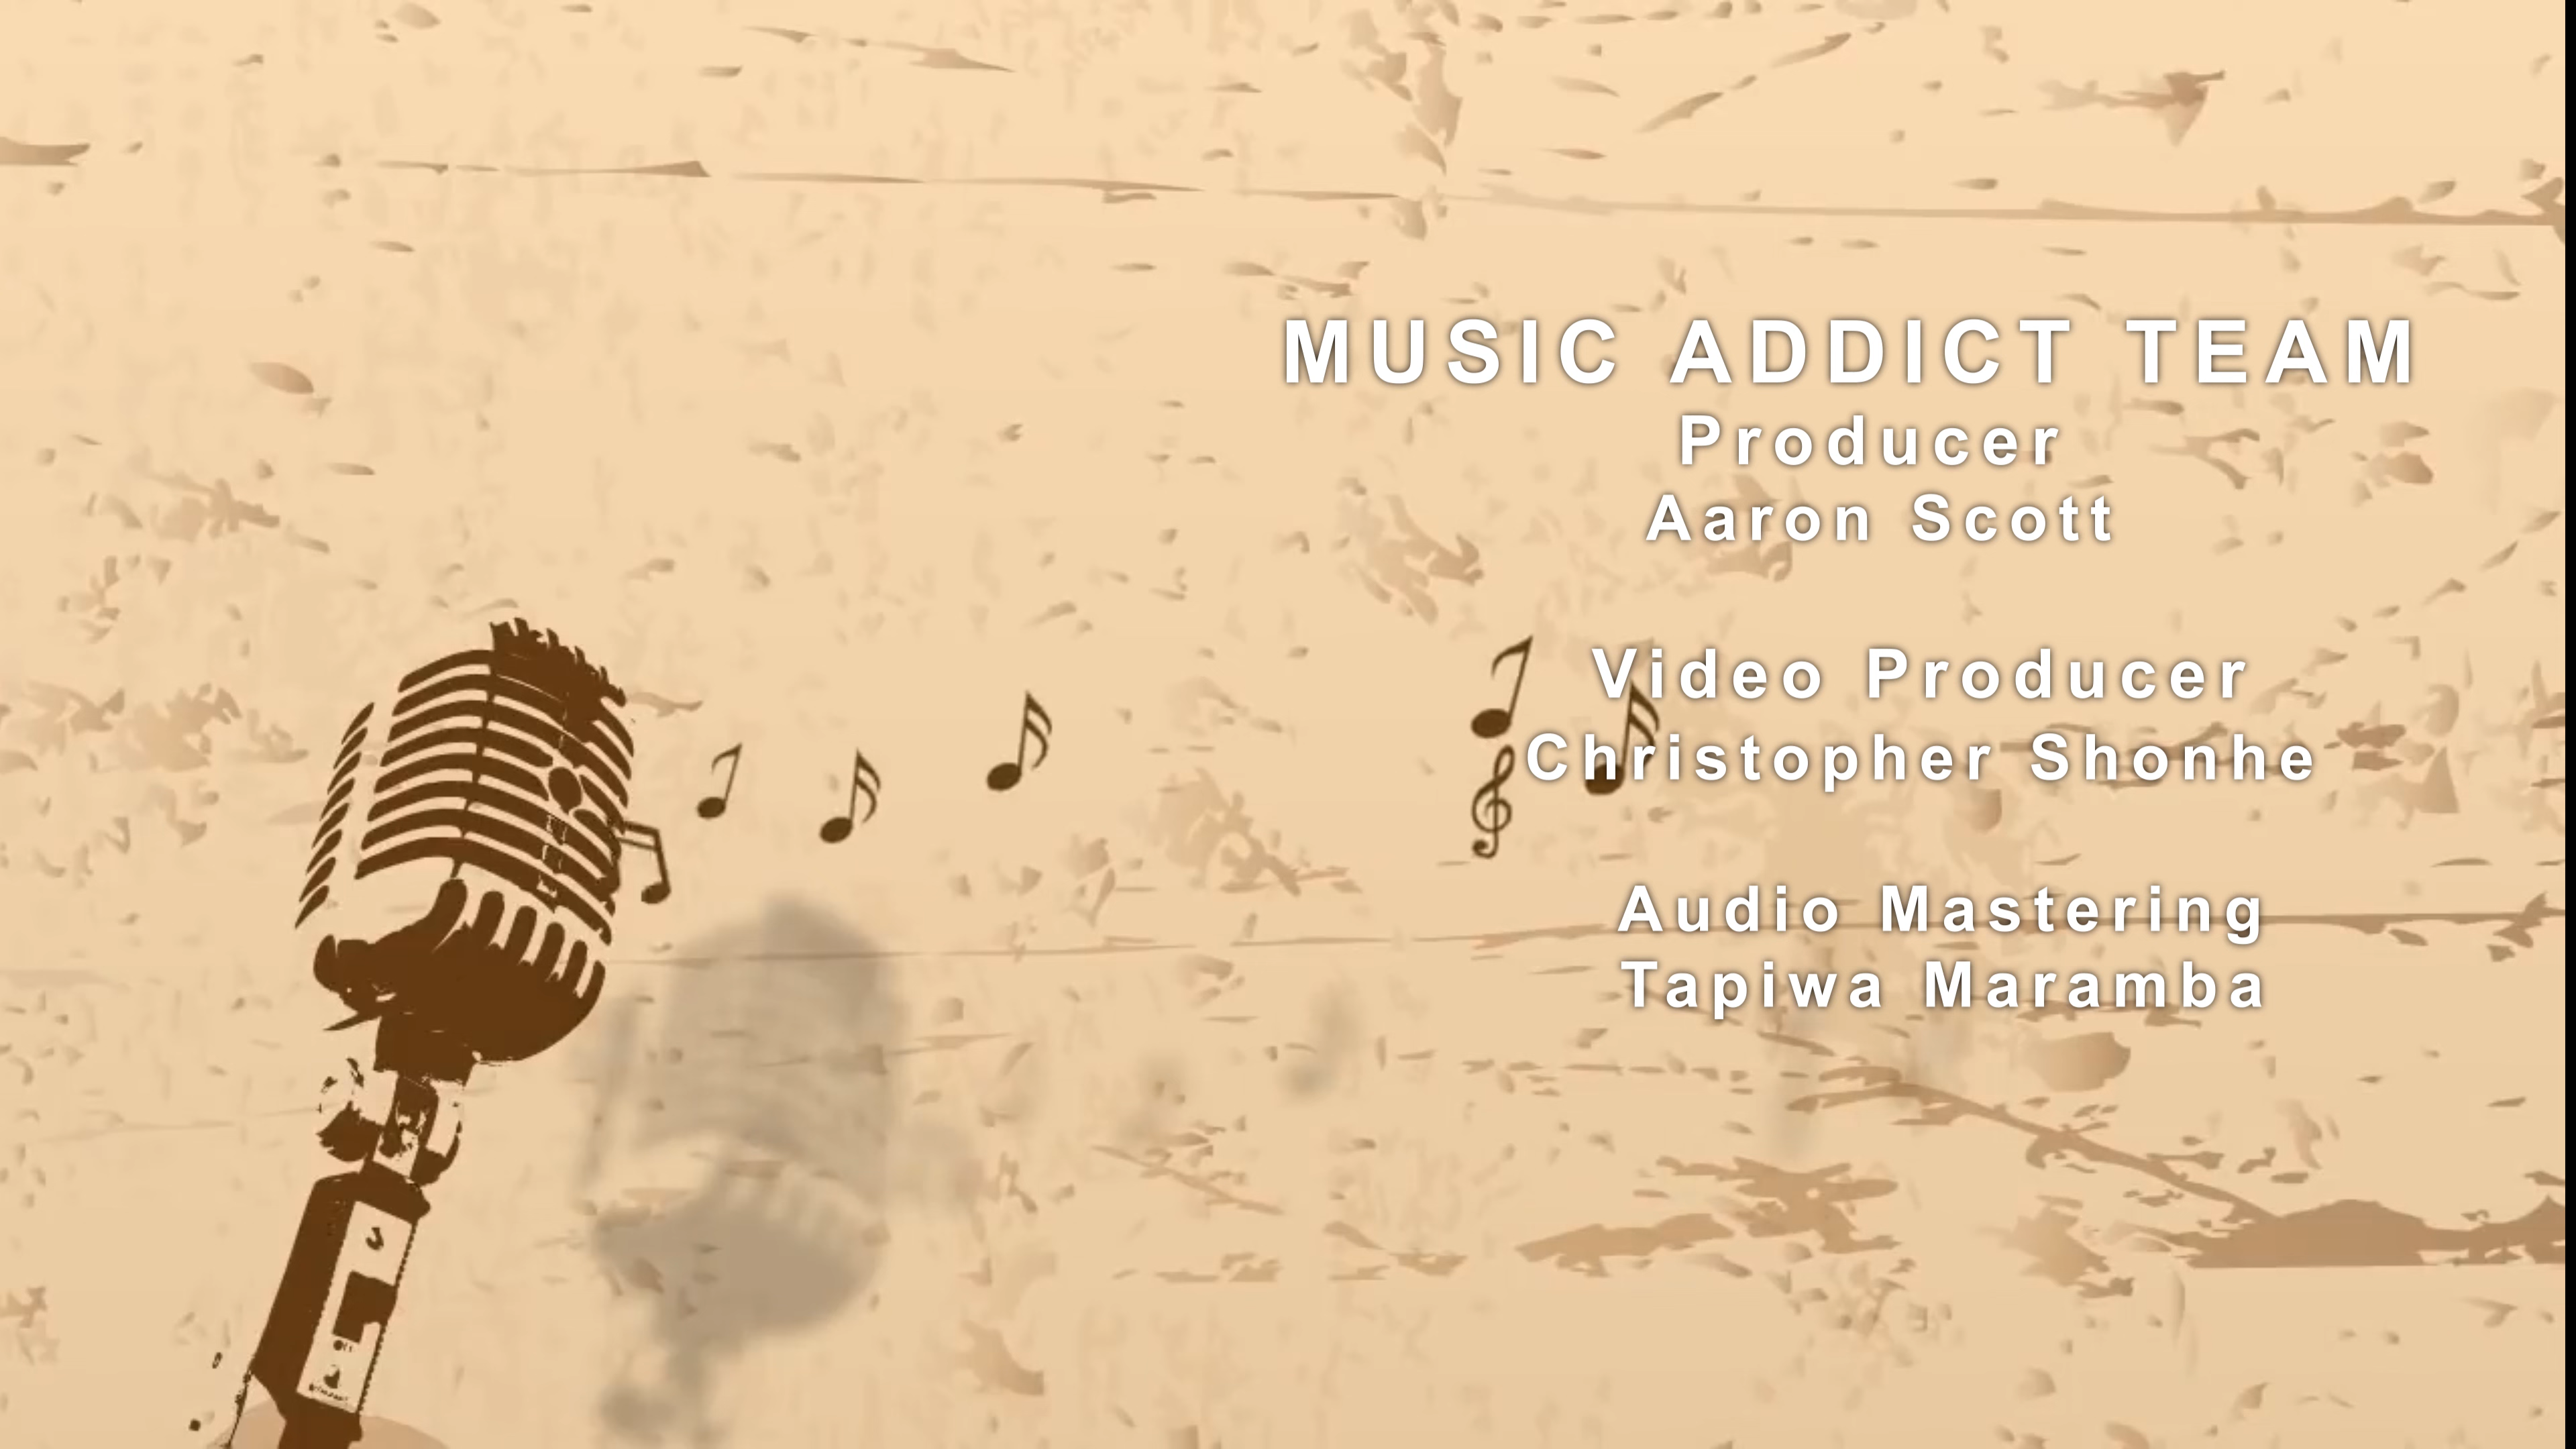 MUSIC ADDICT TEAM
Producer
Aaron Scott
Video Producer
Christopher Shonhe
Audio Mastering
Tapiwa Maramba